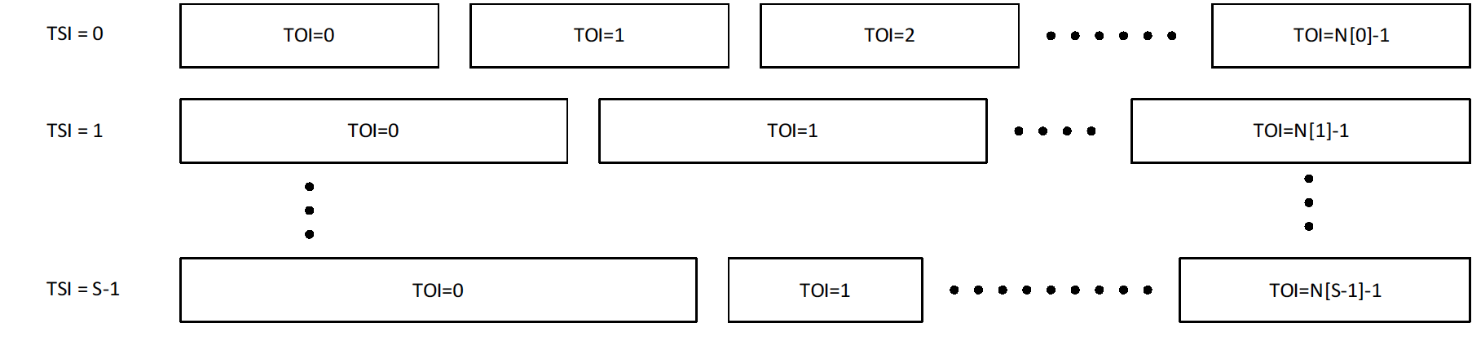 TSI = 0 TOI=0 TOI=1 TOI=2 TOI=N[0]-1
TSI = 1 TOI=0 TOI=1 TOI=N[1]-1
TSI = S-1 TOI=0 TOI=1 TOI=N[S-1]-1